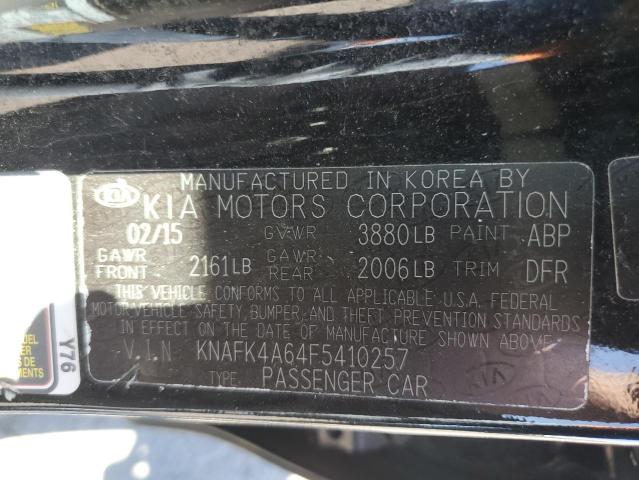 MANUFACTURED IN KOREA BY
KIA KIA MOTORS CORPORATION
02/15 GVWR 3880LB PAINT ABP
GAWR FRONT 2161LB GAWR REAR 2006LB TRIM DFR
THIS VEHICLE CONFORMS TO ALL APPLICABLE U.S.A. FEDERAL
MOTOR VEHICLE SAFETY, BUMPER, AND THEFT PREVENTION STANDARDS
IN EFFECT ON THE DATE OF MANUFACTURE SHOWN ABOVE.
V.I.N KNAFK4A64F5410257
TYPE: PASSENGER CAR
Y76